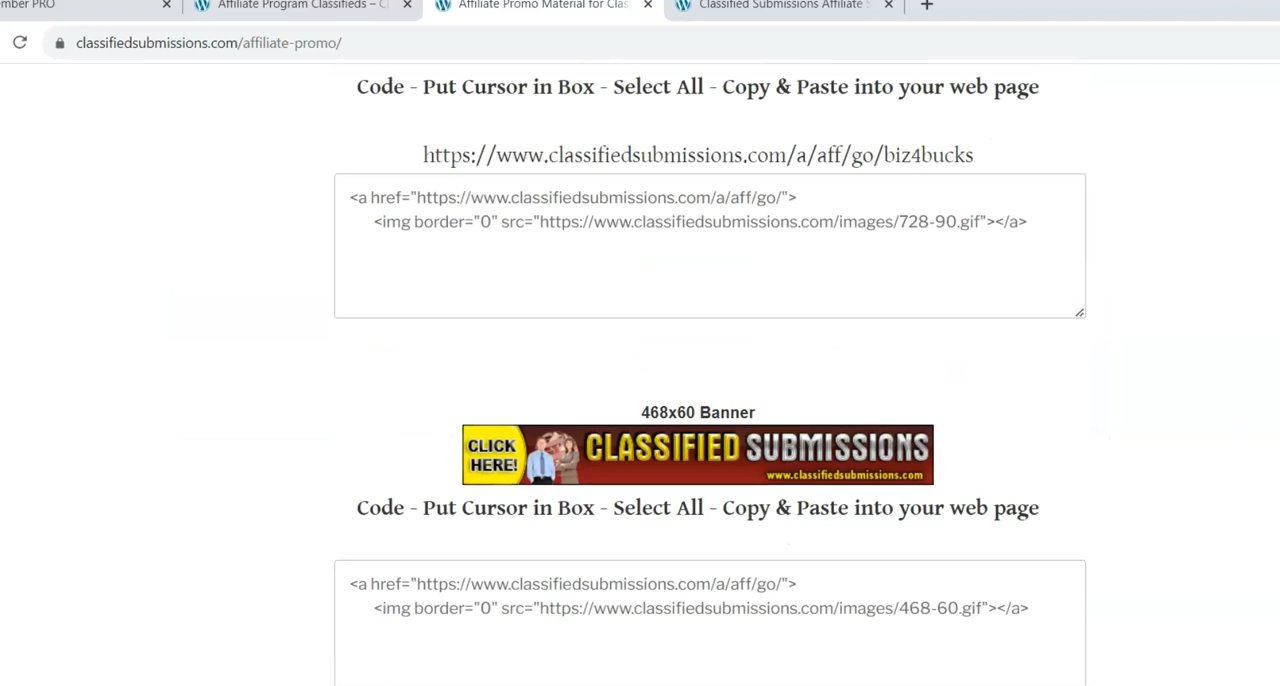 mber PRO
Affiliate Program Classifieds – Cl
Affiliate Promo Material for Clas
Classified Submissions Affiliate S
classifiedsubmissions.com/affiliate-promo/
Code - Put Cursor in Box - Select All - Copy & Paste into your web page
https://www.classifiedsubmissions.com/a/aff/go/biz4bucks
<a href="https://www.classifiedsubmissions.com/a/aff/go/">
<img border="0" src="https://www.classifiedsubmissions.com/images/728-90.gif"></a>
468x60 Banner
CLICK HERE!
CLASSIFIED SUBMISSIONS
www.classifiedsubmissions.com
Code - Put Cursor in Box - Select All - Copy & Paste into your web page
<a href="https://www.classifiedsubmissions.com/a/aff/go/">
<img border="0" src="https://www.classifiedsubmissions.com/images/468-60.gif"></a>